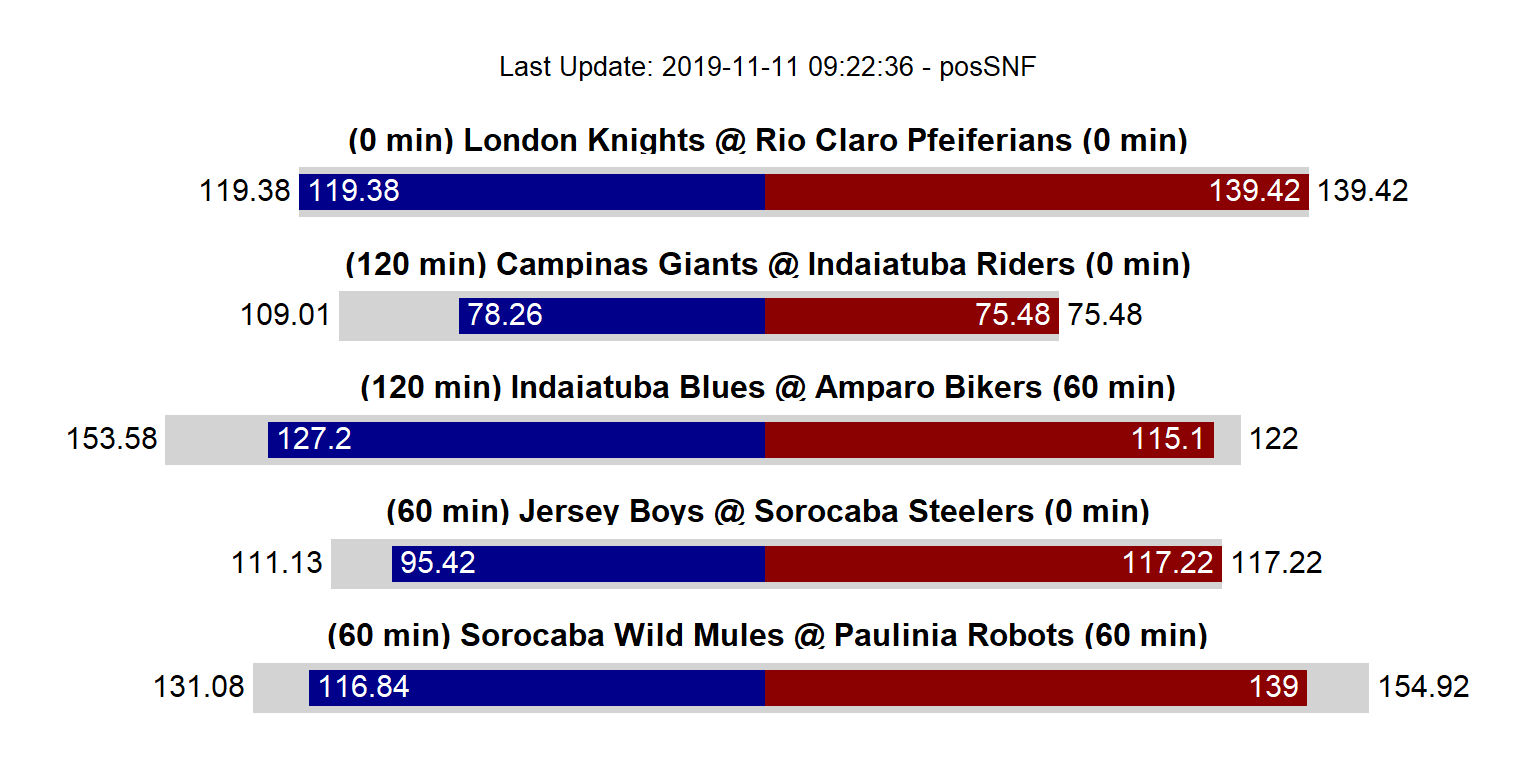 Last Update: 2019-11-11 09:22:36 - posSNF
(0 min) London Knights @ Rio Claro Pfeiferians (0 min)
119.38 119.38 139.42 139.42
(120 min) Campinas Giants @ Indaiatuba Riders (0 min)
109.01 78.26 75.48 75.48
(120 min) Indaiatuba Blues @ Amparo Bikers (60 min)
153.58 127.2 115.1 122
(60 min) Jersey Boys @ Sorocaba Steelers (0 min)
111.13 95.42 117.22 117.22
(60 min) Sorocaba Wild Mules @ Paulinia Robots (60 min)
131.08 116.84 139 154.92